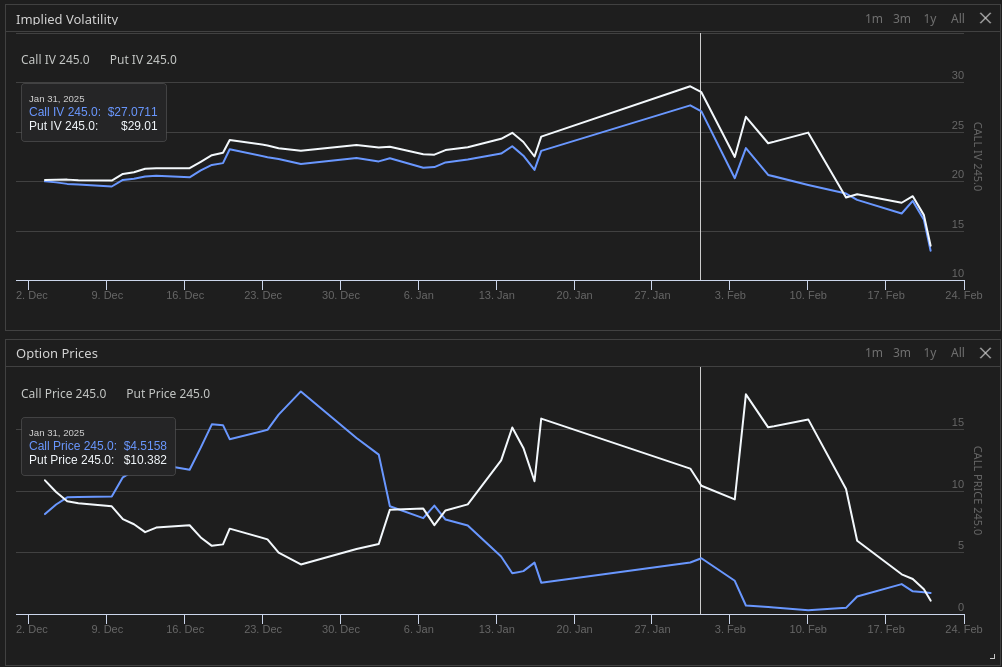 Implied Volatility 1m 3m 1y All
Call IV 245.0 Put IV 245.0
Jan 31, 2025
Call IV 245.0: $27.0711
Put IV 245.0: $29.01
30
25
20
15
10
CALL IV 245.0
2. Dec 9. Dec 16. Dec 23. Dec 30. Dec 6. Jan 13. Jan 20. Jan 27. Jan 3. Feb 10. Feb 17. Feb 24. Feb
Option Prices 1m 3m 1y All
Call Price 245.0 Put Price 245.0
Jan 31, 2025
Call Price 245.0: $4.5158
Put Price 245.0: $10.382
15
10
5
0
CALL PRICE 245.0
2. Dec 9. Dec 16. Dec 23. Dec 30. Dec 6. Jan 13. Jan 20. Jan 27. Jan 3. Feb 10. Feb 17. Feb 24. Feb